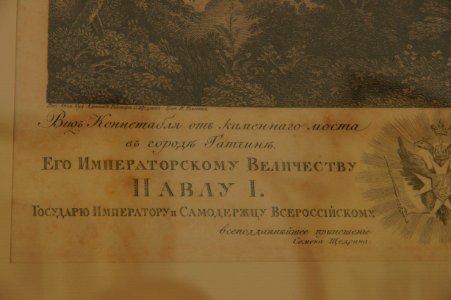 Видъ Коннетабля отъ каменнаго моста
въ городѣ Гатчинѣ.
Его Императорскому Величеству
ПАВЛУ I.
Государю Императору и Самодержцу Всероссійскому
всеподданнѣйшее приношенье
Семена Щедрина.